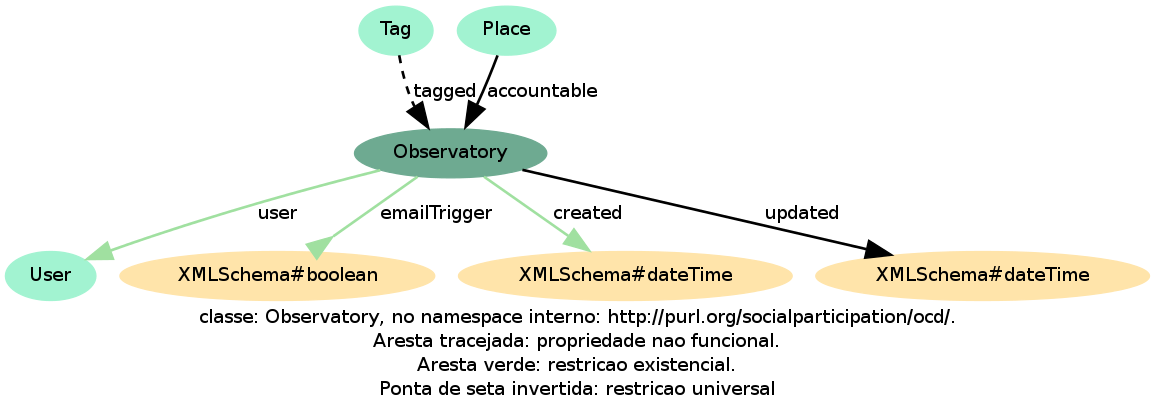 Tag
Place
tagged
accountable
Observatory
user
emailTrigger
created
updated
User
XMLSchema#boolean
XMLSchema#dateTime
XMLSchema#dateTime
classe: Observatory, no namespace interno: http://purl.org/socialparticipation/ocd/.
Aresta tracejada: propriedade nao funcional.
Aresta verde: restricao existencial.
Ponta de seta invertida: restricao universal